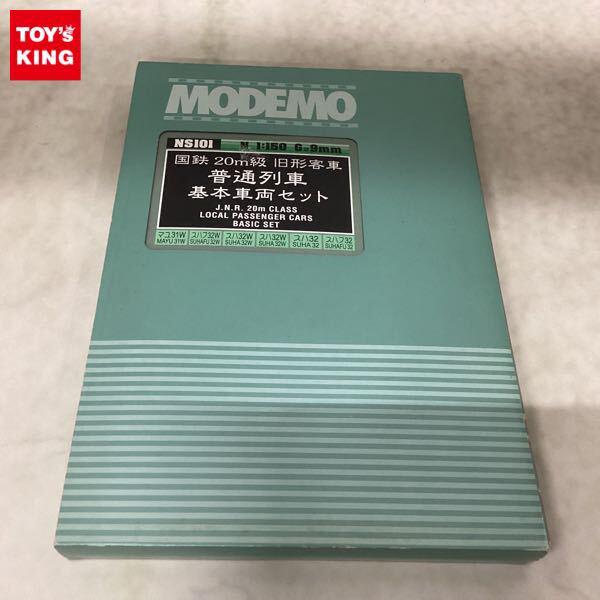 TOY'S
KING
MODEMO
NS101 N 1:150 G=9mm
国鉄 20m級 旧形客車
普通列車
基本車両セット
J.N.R. 20m CLASS
LOCAL PASSENGER CARS
BASIC SET
マユ31W スハフ32W スハ32W スハ32W スハ32 スハフ32
MAYU 31W SUHAFU 32W SUHA 32W SUHA 32W SUHA 32 SUHAFU 32